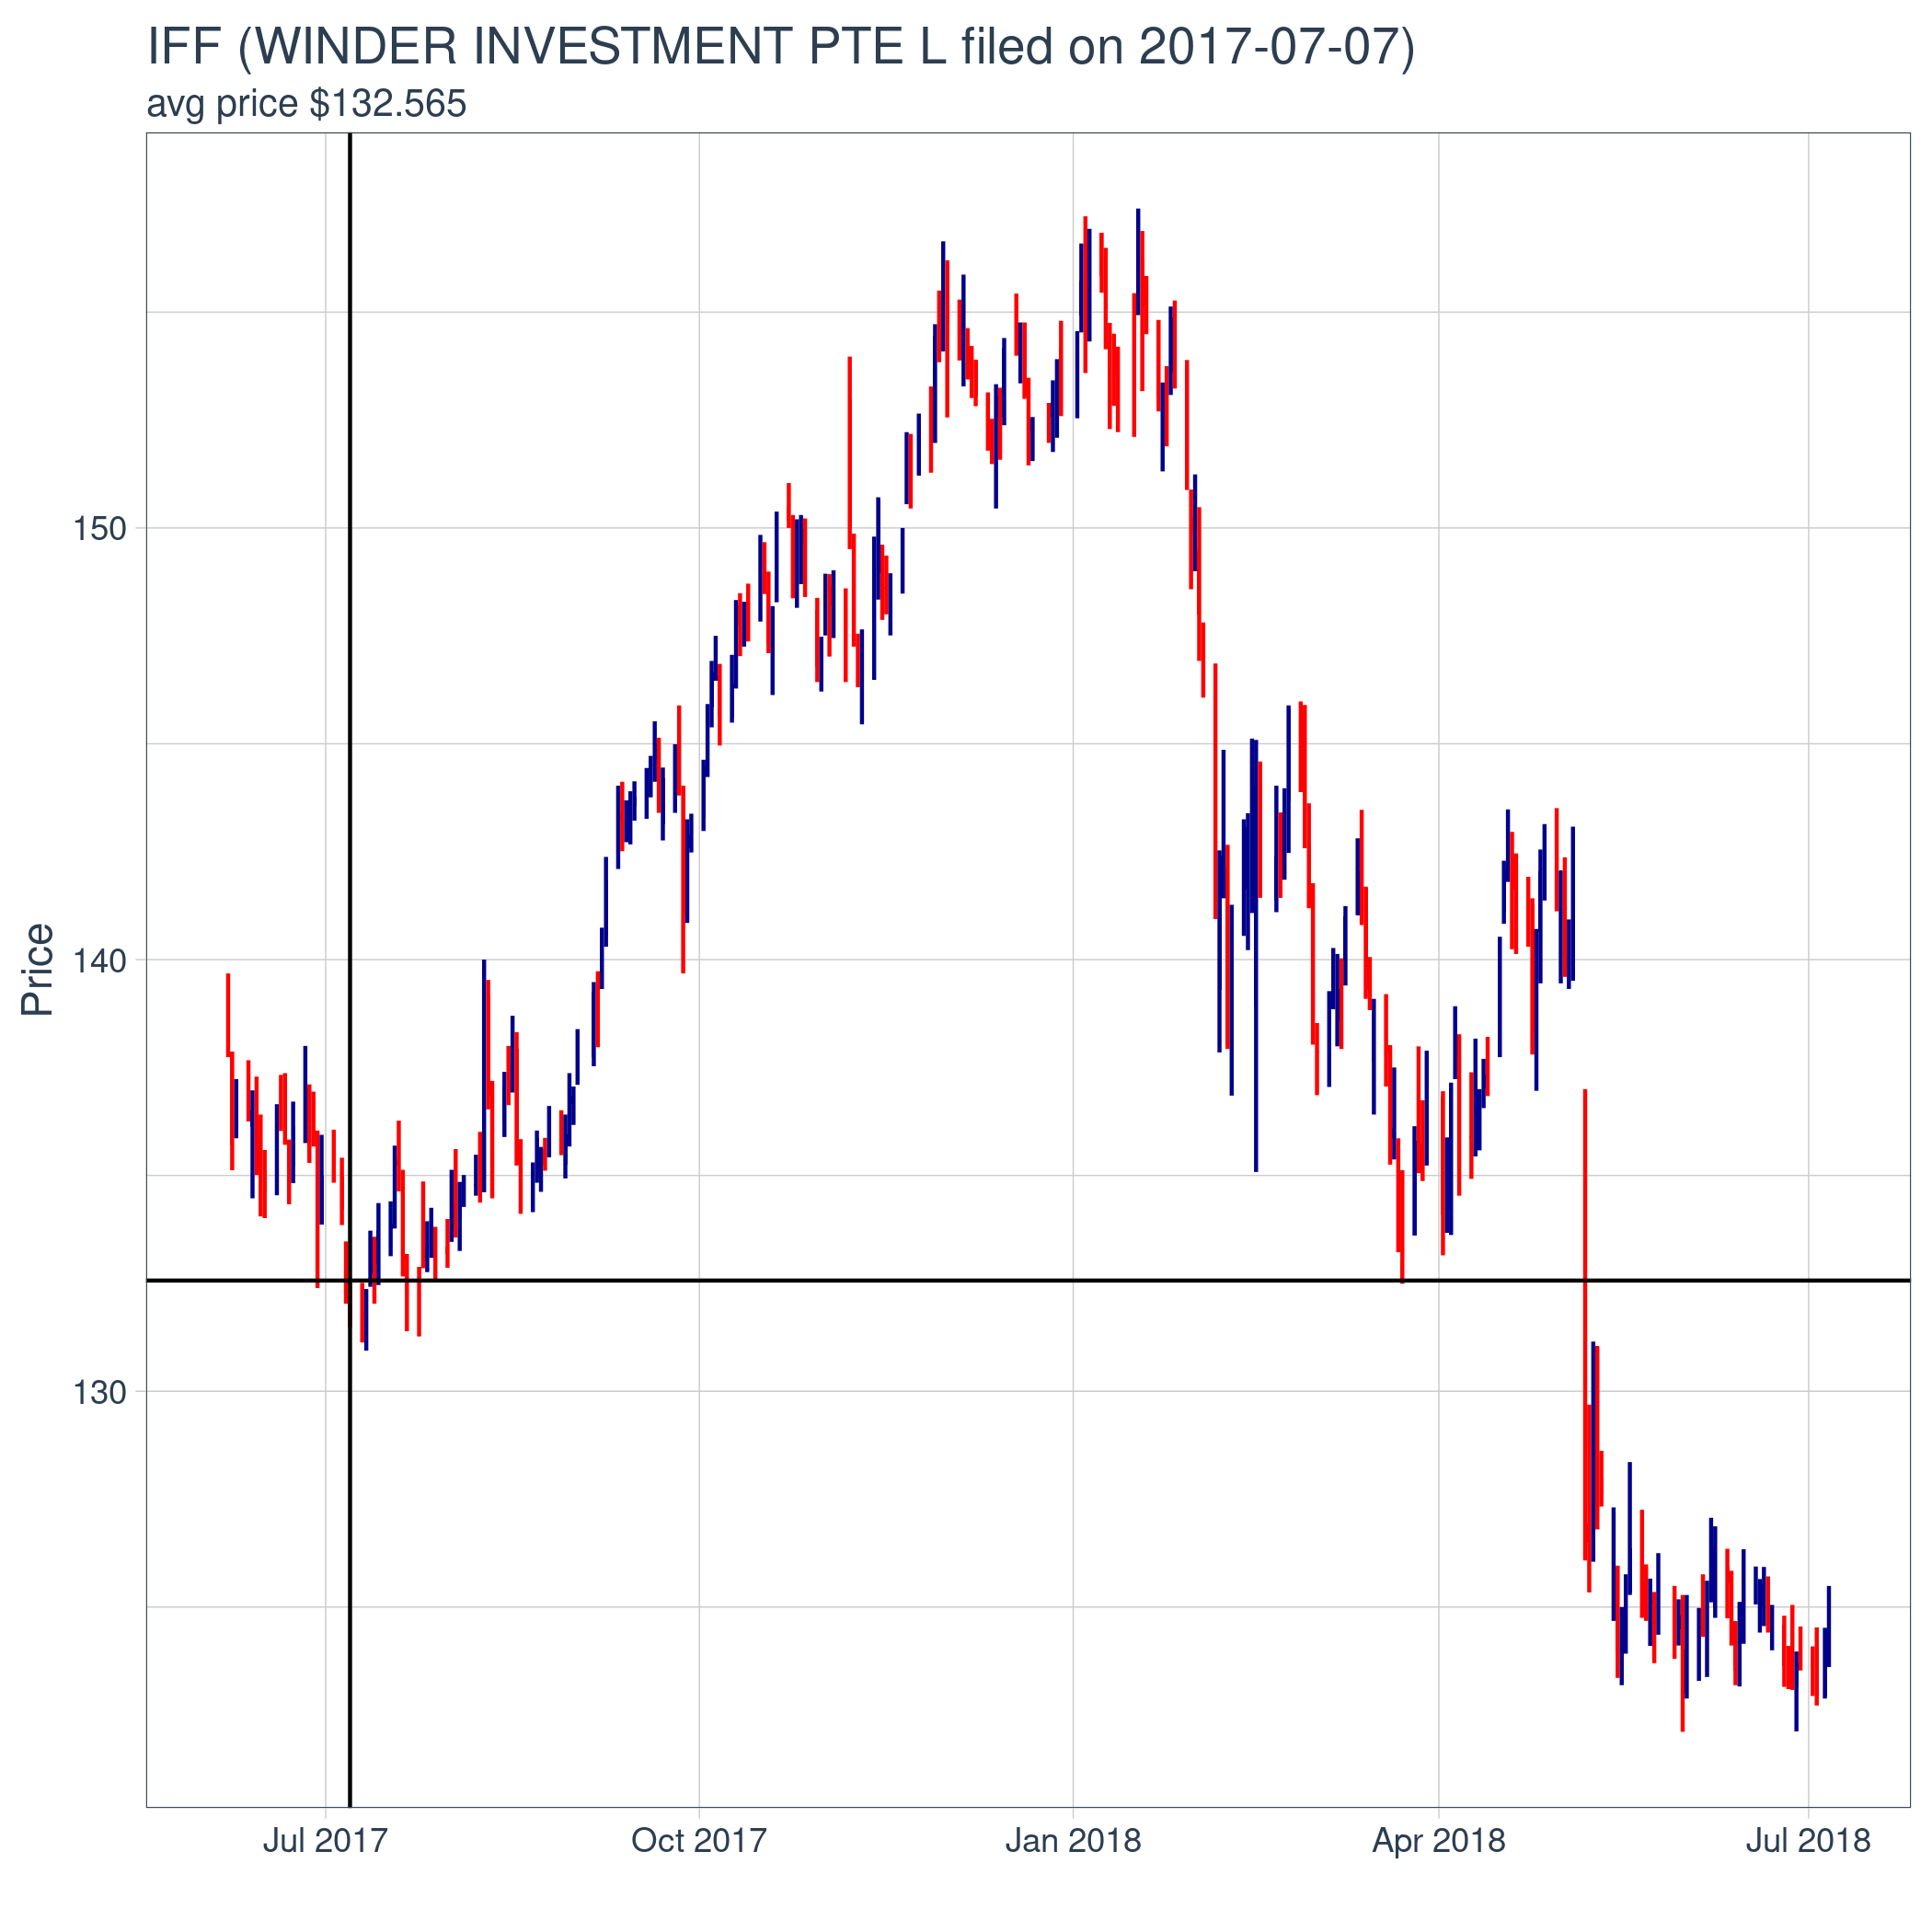 IFF (WINDER INVESTMENT PTE L filed on 2017-07-07)
avg price $132.565
150
140
130
Price
Jul 2017
Oct 2017
Jan 2018
Apr 2018
Jul 2018